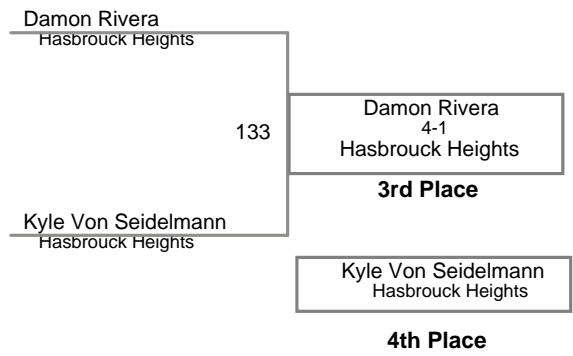 Damon Rivera
Hasbrouck Heights
133
Damon Rivera
4-1
Hasbrouck Heights
3rd Place
Kyle Von Seidelmann
Hasbrouck Heights
Kyle Von Seidelmann
Hasbrouck Heights
4th Place